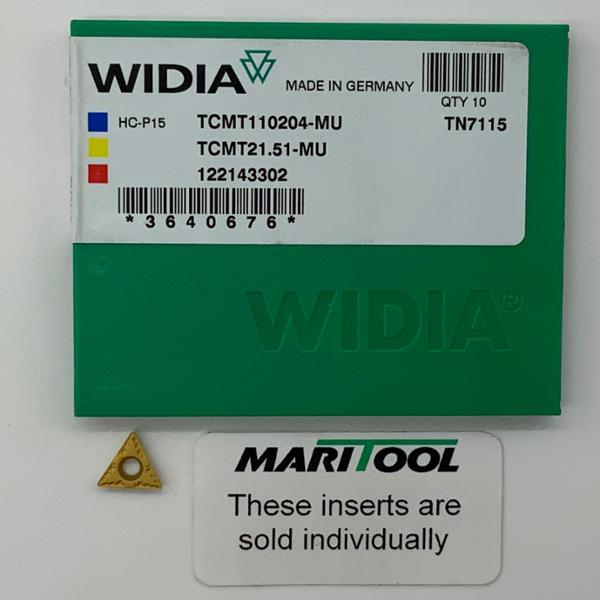 WIDIA
MADE IN GERMANY
QTY 10
HC-P15 TCMT110204-MU TN7115
TCMT21.51-MU
122143302
*3640676*
WIDIA®
MARITOOL
These inserts are
sold individually